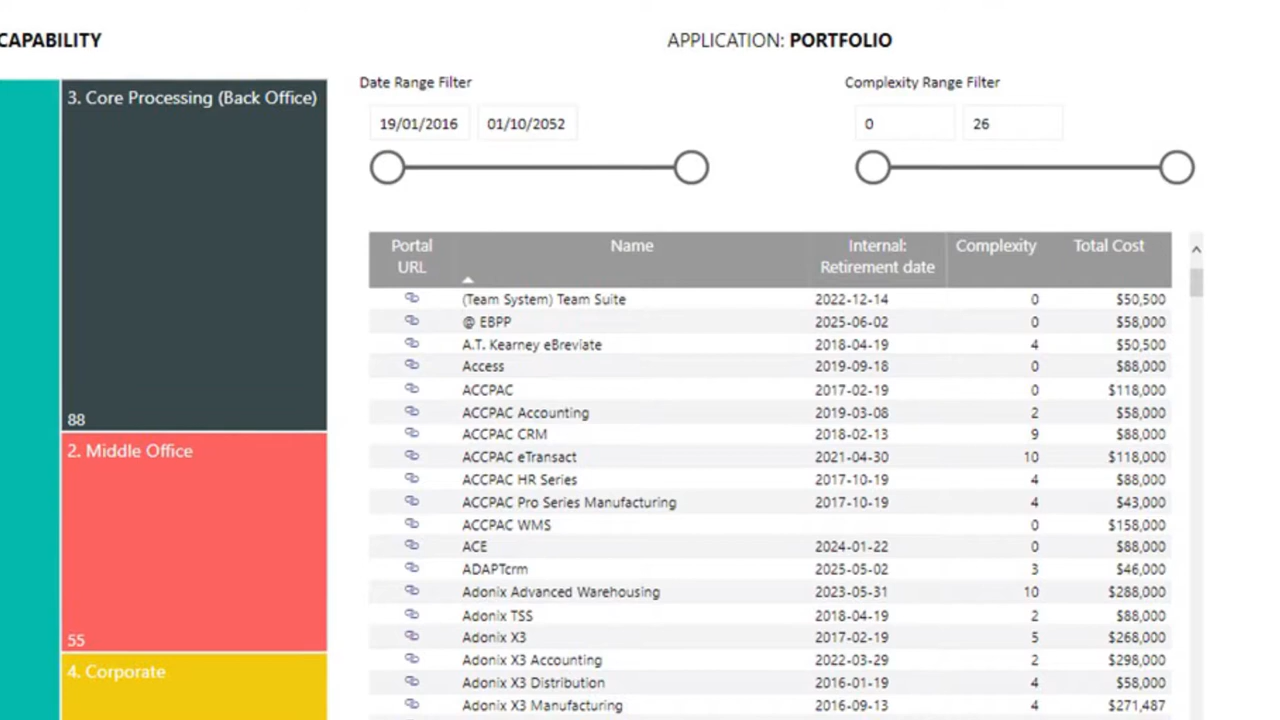 CAPABILITY
APPLICATION: PORTFOLIO
3. Core Processing (Back Office)
88
2. Middle Office
55
4. Corporate
Date Range Filter
19/01/2016 01/10/2052
Complexity Range Filter
0 26
Portal URL Name Internal: Retirement date Complexity Total Cost
(Team System) Team Suite 2022-12-14 0 $50,500
@ EBPP 2025-06-02 0 $58,000
A.T. Kearney eBreviate 2018-04-19 4 $50,500
Access 2019-09-18 0 $88,000
ACCPAC 2017-02-19 0 $118,000
ACCPAC Accounting 2019-03-08 2 $58,000
ACCPAC CRM 2018-02-13 9 $88,000
ACCPAC eTransact 2021-04-30 10 $118,000
ACCPAC HR Series 2017-10-19 4 $88,000
ACCPAC Pro Series Manufacturing 2017-10-19 4 $43,000
ACCPAC WMS 0 $158,000
ACE 2024-01-22 0 $88,000
ADAPTcrm 2025-05-02 3 $46,000
Adonix Advanced Warehousing 2023-05-31 10 $288,000
Adonix TSS 2018-04-19 2 $88,000
Adonix X3 2017-02-19 5 $268,000
Adonix X3 Accounting 2022-03-29 2 $298,000
Adonix X3 Distribution 2016-01-19 4 $58,000
Adonix X3 Manufacturing 2016-09-13 4 $271,487